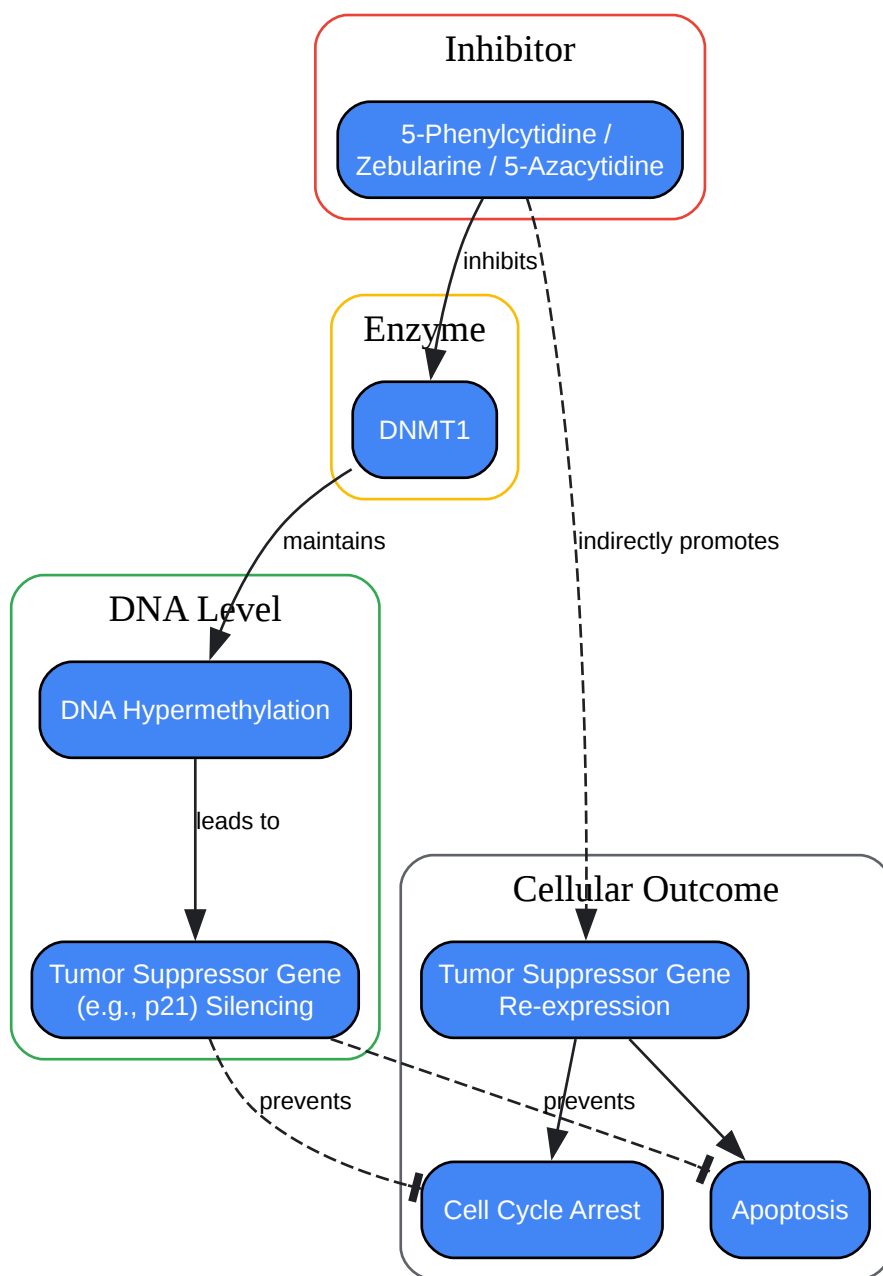 Inhibitor
5-Phenylcytidine /
Zebularine / 5-Azacytidine
inhibits
Enzyme
DNMT1
maintains
indirectly promotes
DNA Level
DNA Hypermethylation
leads to
Cellular Outcome
Tumor Suppressor Gene
(e.g., p21) Silencing
Tumor Suppressor Gene
Re-expression
prevents
prevents
Cell Cycle Arrest
Apoptosis